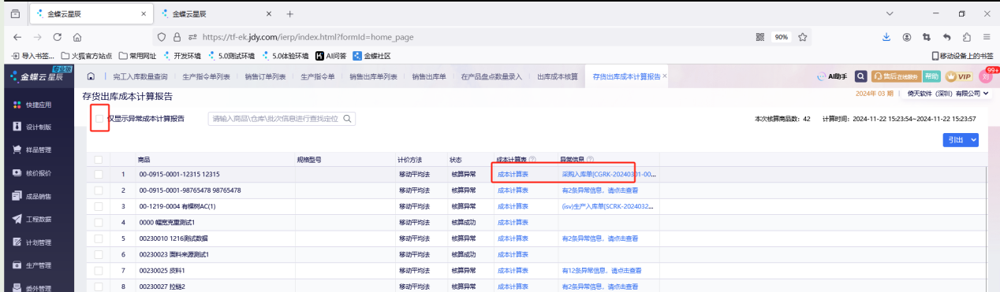 金蝶云星辰 × 金蝶云星辰 × +
https://tf-ek.jdy.com/ierp/index.html?formId=home_page 90%
导入书签... 火狐官方站点 常用网址 开发环境 5.0测试环境 5.0体验环境 AI问答 金蝶社区 移动设备上的书签
金蝶云星辰 专业版 完工入库数量查询 生产指令单列表 销售订单列表 生产指令单 销售出库单列表 销售出库单 在产品盘点数量录入 出库成本核算 存货出库成本计算报告 × AI助手 售后在线服务 帮助 VIP 刘 99+
快捷应用
设计制版
样品管理
核价报价
成品销售
工程数据
计划管理
生产管理
委外管理
存货出库成本计算报告 2024年 03 期 倚天软件 (深圳) 有限公司
仅显示异常成本计算报告 请输入商品\仓库\批次信息进行查找定位 本次核算商品数: 42 计算时间: 2024-11-22 15:23:54~2024-11-22 15:23:57
引出
商品 规格型号 计价方法 状态 成本计算表 异常信息
1 00-0915-0001-12315 12315 移动平均法 核算异常 成本计算表 采购入库单[CGRK-20240301-00...
2 00-0915-0001-98765478 98765478 移动平均法 核算异常 成本计算表 有2条异常信息，请点击查看
3 00-1219-0004 有棵树AC(1) 移动平均法 核算异常 成本计算表 (isv)生产入库单[SCRK-2024032...
4 0000 幅宽克重测试1 移动平均法 核算成功 成本计算表
5 00230010 1216测试数据 移动平均法 核算异常 成本计算表 有2条异常信息，请点击查看
6 00230023 面料来源测试1 移动平均法 核算成功 成本计算表
7 00230025 皮料1 移动平均法 核算异常 成本计算表 有12条异常信息，请点击查看
8 00230027 拉链2 移动平均法 核算异常 成本计算表 有2条异常信息，请点击查看